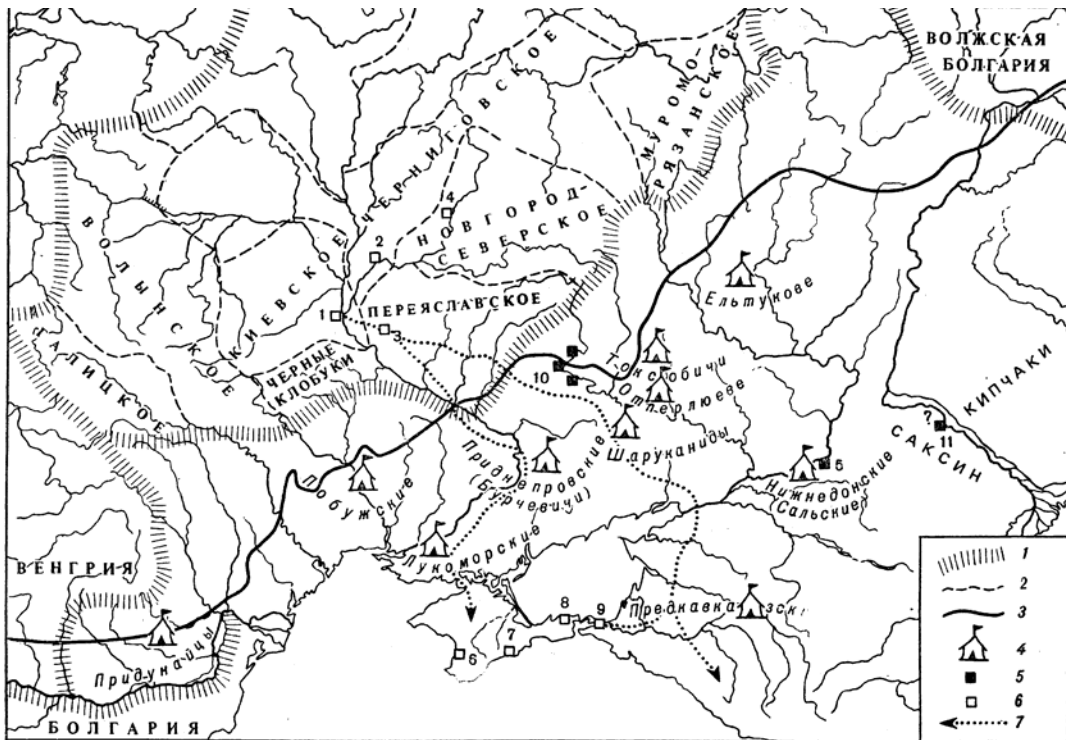 ВОЛЖСКАЯ
БОЛГАРИЯ
МУРОМО-
РЯЗАНСКОЕ
ЧЕРНИГОВСКОЕ
4
НОВГОРОД-
СЕВЕРСКОЕ
2
ВОЛЫНСКОЕ
КИЕВСКОЕ
ПЕРЕЯСЛАВСКОЕ
1
3
ГАЛИЦКОЕ
ЧЕРНЫЕ
КЛОБУКИ
Ельтукове
10
Токсобичи
Отперлюеве
Шаруканиды
КИПЧАКИ
?
11
САКСИН
5
Нижнедонские
(Сальские)
Приднепровские
(Бурчевичи)
Побужские
Лукоморские
ВЕНГРИЯ
Придунайцы
БОЛГАРИЯ
6
7
8
9
1
2
3
4
5
6
7